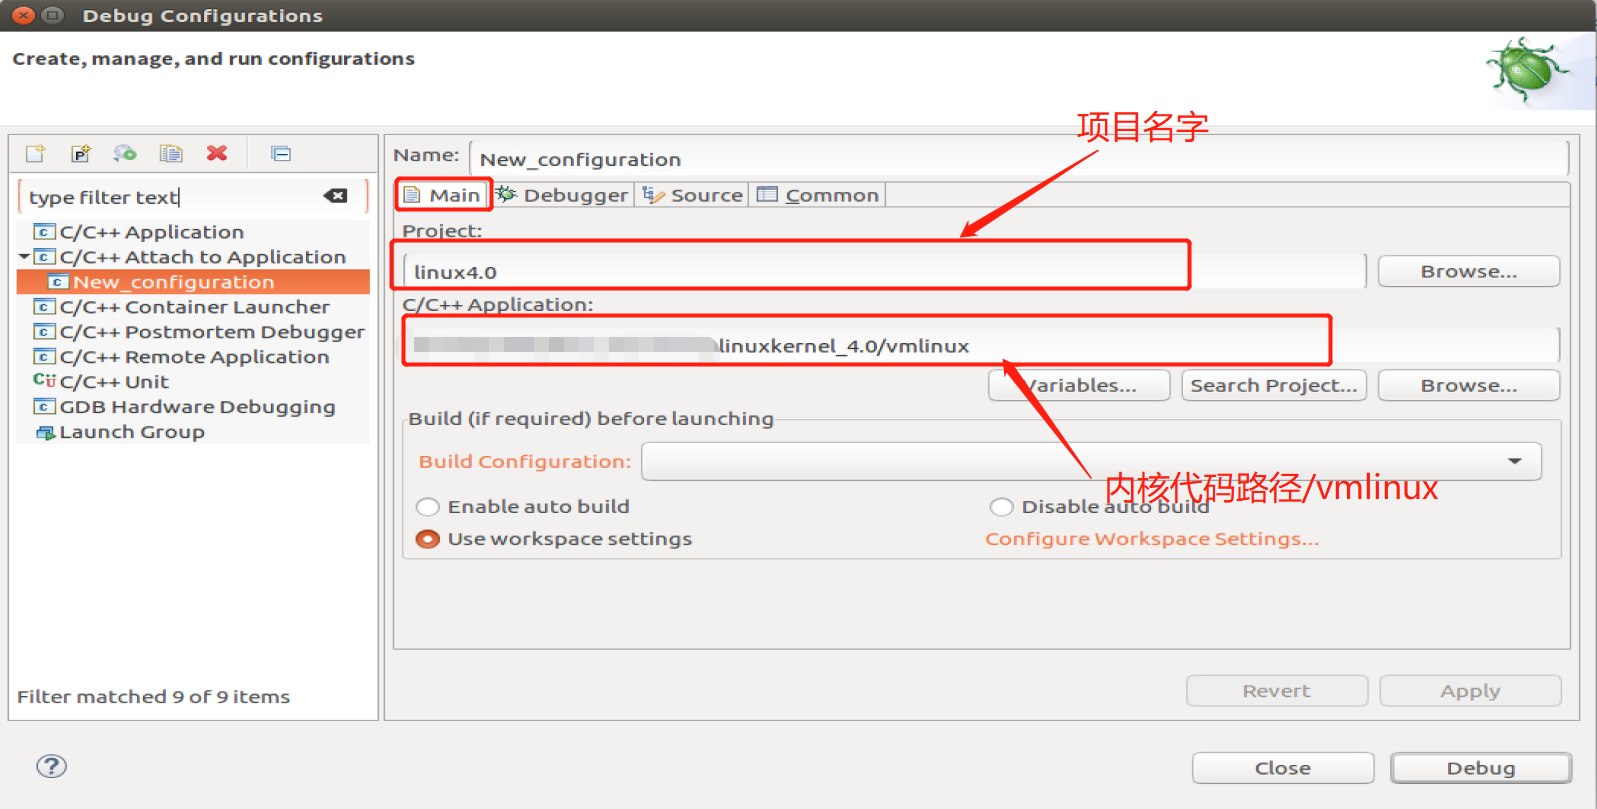 Debug Configurations
Create, manage, and run configurations
项目名字
type filter text
C/C++ Application
C/C++ Attach to Application
New_configuration
C/C++ Container Launcher
C/C++ Postmortem Debugger
C/C++ Remote Application
C/C++ Unit
GDB Hardware Debugging
Launch Group
Filter matched 9 of 9 items
Name: New_configuration
Main Debugger Source Common
Project:
linux4.0 Browse...
C/C++ Application:
linuxkernel_4.0/vmlinux
Variables... Search Project... Browse...
Build (if required) before launching
Build Configuration:
内核代码路径/vmlinux
Enable auto build Disable auto build
Use workspace settings Configure Workspace Settings...
Revert Apply
Close Debug